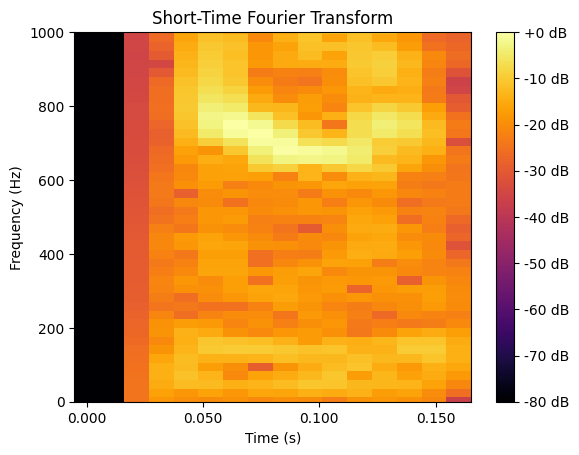 Short-Time Fourier Transform
1000
800
600
400
200
0
Frequency (Hz)
0.000
0.050
0.100
0.150
Time (s)
+0 dB
-10 dB
-20 dB
-30 dB
-40 dB
-50 dB
-60 dB
-70 dB
-80 dB